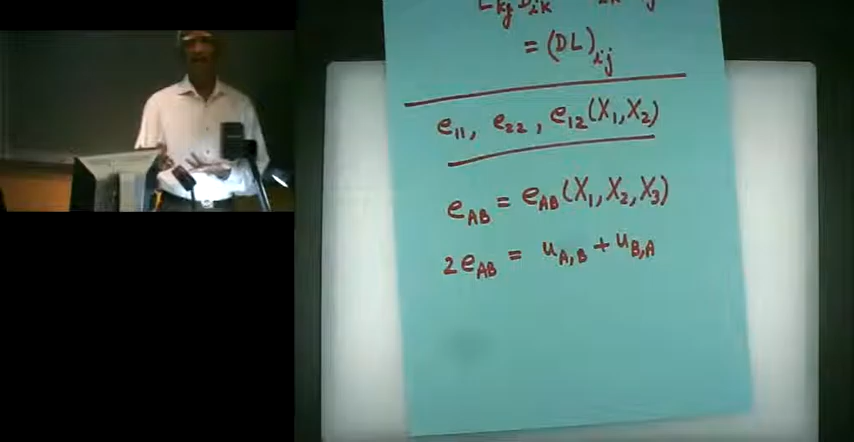 = (DL)ij
e11, e22, e12(X1,X2)
eAB = eAB(X1,X2,X3)
2eAB = uA,B + uB,A